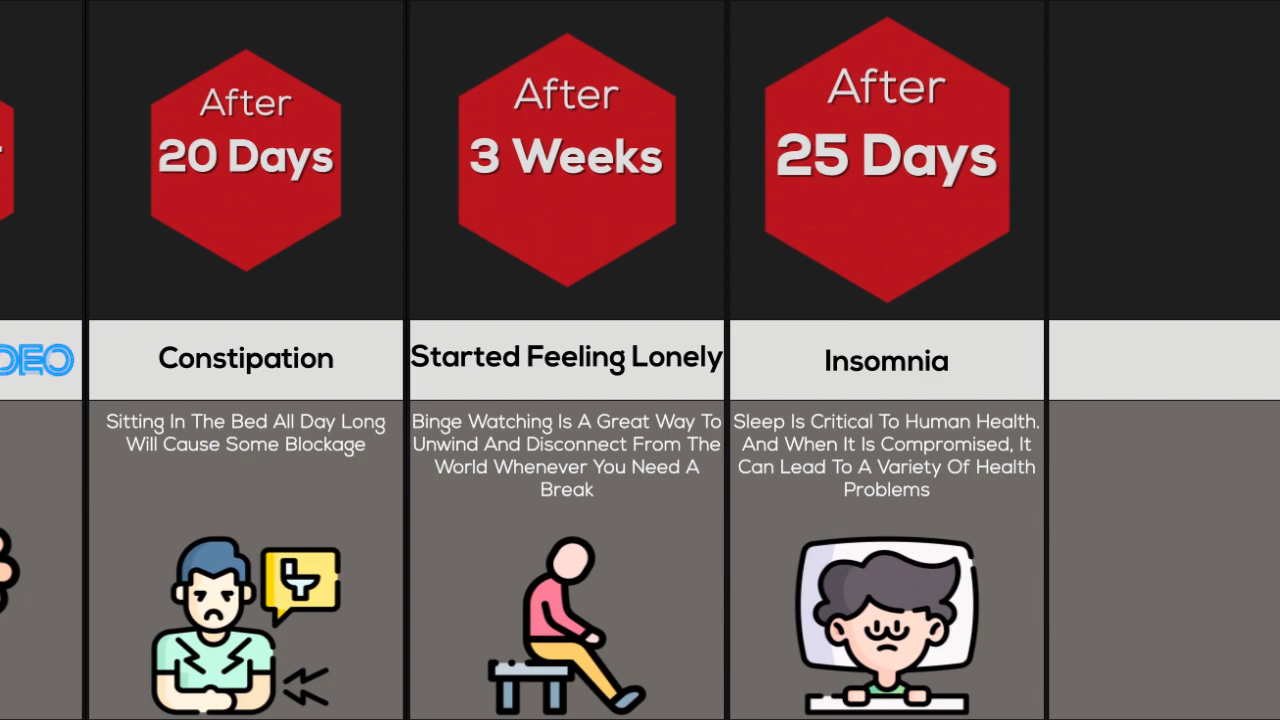 After
20 Days
After
3 Weeks
After
25 Days
DEO
Constipation
Started Feeling Lonely
Insomnia
Sitting In The Bed All Day Long
Will Cause Some Blockage
Binge Watching Is A Great Way To
Unwind And Disconnect From The
World Whenever You Need A
Break
Sleep Is Critical To Human Health.
And When It Is Compromised, It
Can Lead To A Variety Of Health
Problems